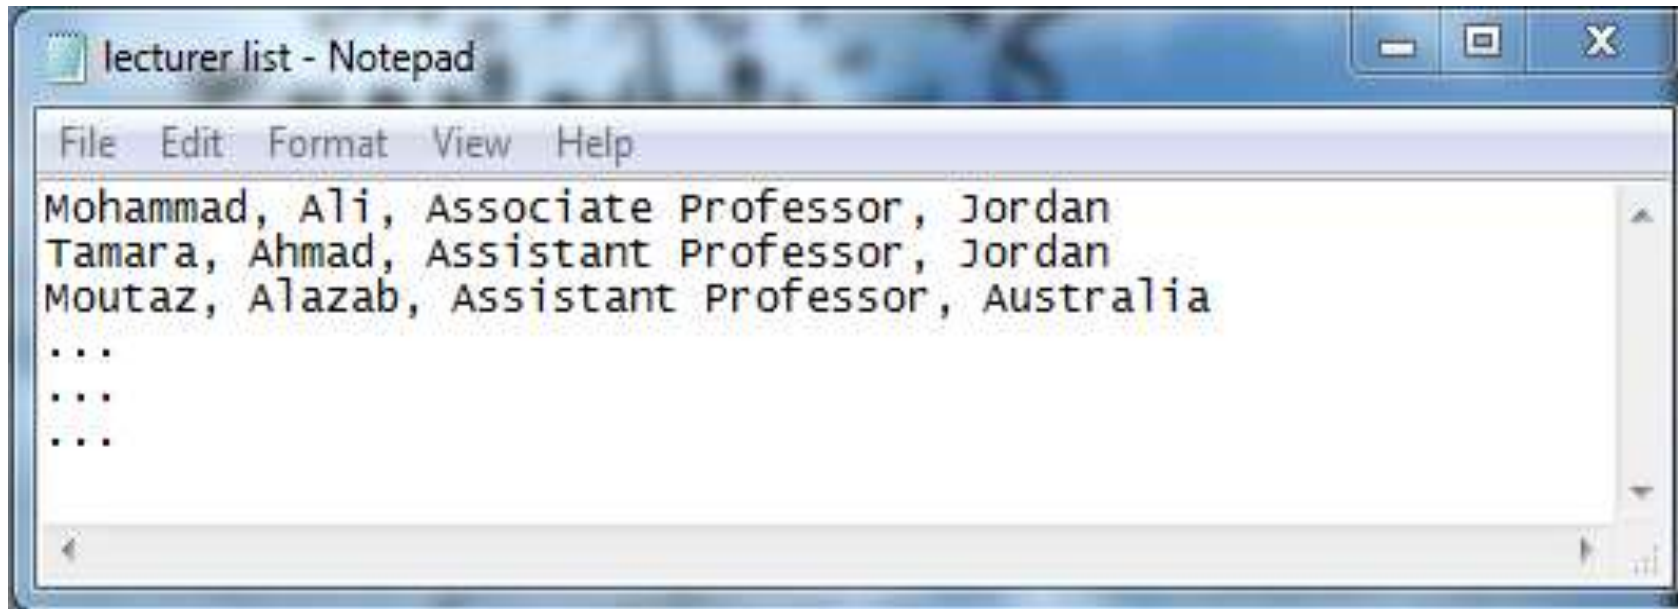 lecturer list - Notepad
File Edit Format View Help
Mohammad, Ali, Associate Professor, Jordan
Tamara, Ahmad, Assistant Professor, Jordan
Moutaz, Alazab, Assistant Professor, Australia
...
...
...